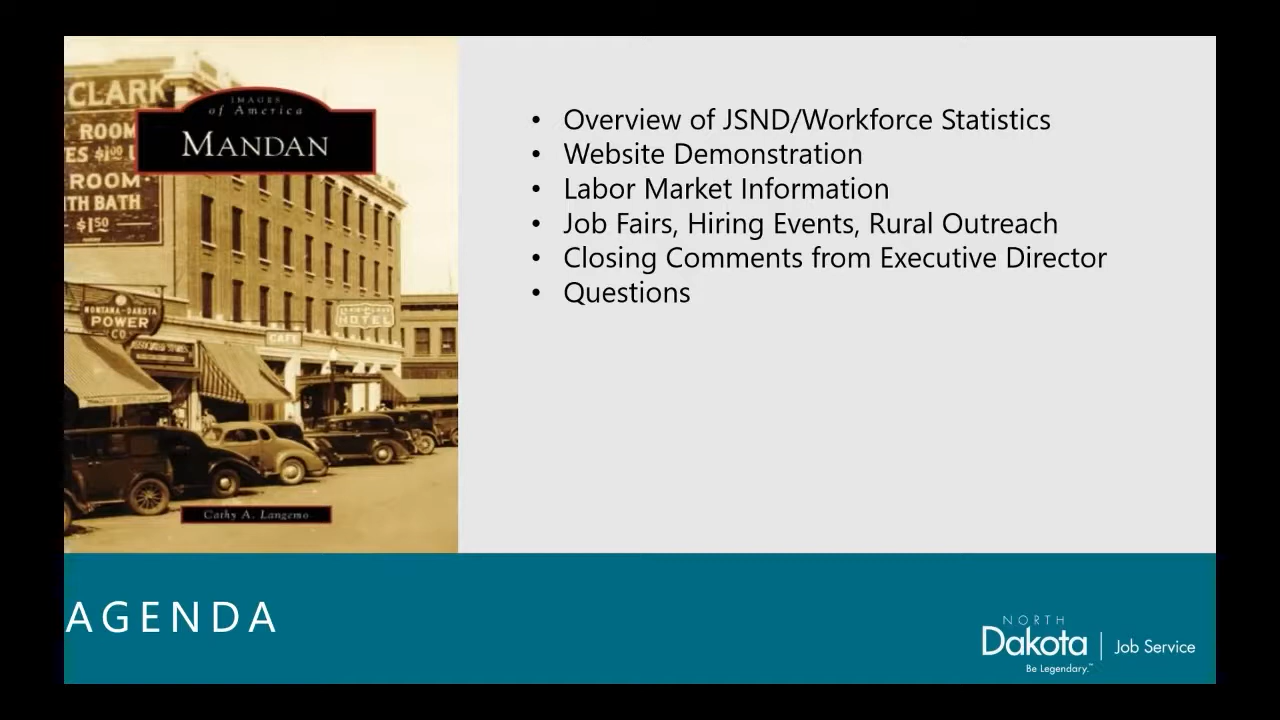 CLARK
ROOM
ES $100 U
ROOM
TH BATH
$1.50
IMAGES
of America
MANDAN
MONTANA-DAKOTA
POWER
CO
CAFE
HOTEL
Cathy A. Langemo
• Overview of JSND/Workforce Statistics
• Website Demonstration
• Labor Market Information
• Job Fairs, Hiring Events, Rural Outreach
• Closing Comments from Executive Director
• Questions
AGENDA
NORTH
Dakota | Job Service
Be Legendary.™